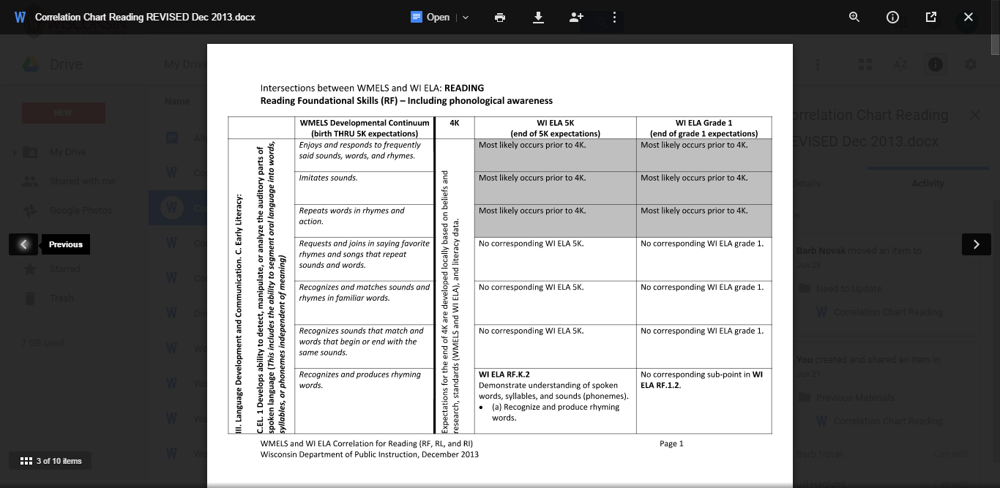 Correlation Chart Reading REVISED Dec 2013.docx
Open
WISCONSIN
Drive
My Drive
Name
NEW
My Drive
Shared with me
Google Photos
Previous
Starred
Trash
7 GB used
3 of 10 items
Intersections between WMELS and WI ELA: READING
Reading Foundational Skills (RF) – Including phonological awareness
WMELS Developmental Continuum
(birth THRU 5K expectations)
4K
WI ELA 5K
(end of 5K expectations)
WI ELA Grade 1
(end of grade 1 expectations)
III. Language Development and Communication. C. Early Literacy:
C.EL. 1 Develops ability to detect, manipulate, or analyze the auditory parts of
spoken language (This includes the ability to segment oral language into words,
syllables, or phonemes independent of meaning)
Expectations for the end of 4K are developed locally based on beliefs and
research, standards (WMELS and WI ELA), and literacy data.
Enjoys and responds to frequently
said sounds, words, and rhymes.
Most likely occurs prior to 4K.
Most likely occurs prior to 4K.
Imitates sounds.
Most likely occurs prior to 4K.
Most likely occurs prior to 4K.
Repeats words in rhymes and
action.
Most likely occurs prior to 4K.
Most likely occurs prior to 4K.
Requests and joins in saying favorite
rhymes and songs that repeat
sounds and words.
No corresponding WI ELA 5K.
No corresponding WI ELA grade 1.
Recognizes and matches sounds and
rhymes in familiar words.
No corresponding WI ELA 5K.
No corresponding WI ELA grade 1.
Recognizes sounds that match and
words that begin or end with the
same sounds.
No corresponding WI ELA 5K.
No corresponding WI ELA grade 1.
Recognizes and produces rhyming
words.
WI ELA RF.K.2
Demonstrate understanding of spoken
words, syllables, and sounds (phonemes).
• (a) Recognize and produce rhyming
words.
No corresponding sub-point in WI
ELA RF.1.2.
WMELS and WI ELA Correlation for Reading (RF, RL, and RI)
Page 1
Wisconsin Department of Public Instruction, December 2013
orrelation Chart Reading
EVISED Dec 2013.docx
Details
Activity
Barb Novak moved an item to
Jun 28
Need to Update
Correlation Chart Reading...
You created and shared an item in
Jun 21
Previous Materials
Correlation Chart Reading...
Barb Novak
Can edit